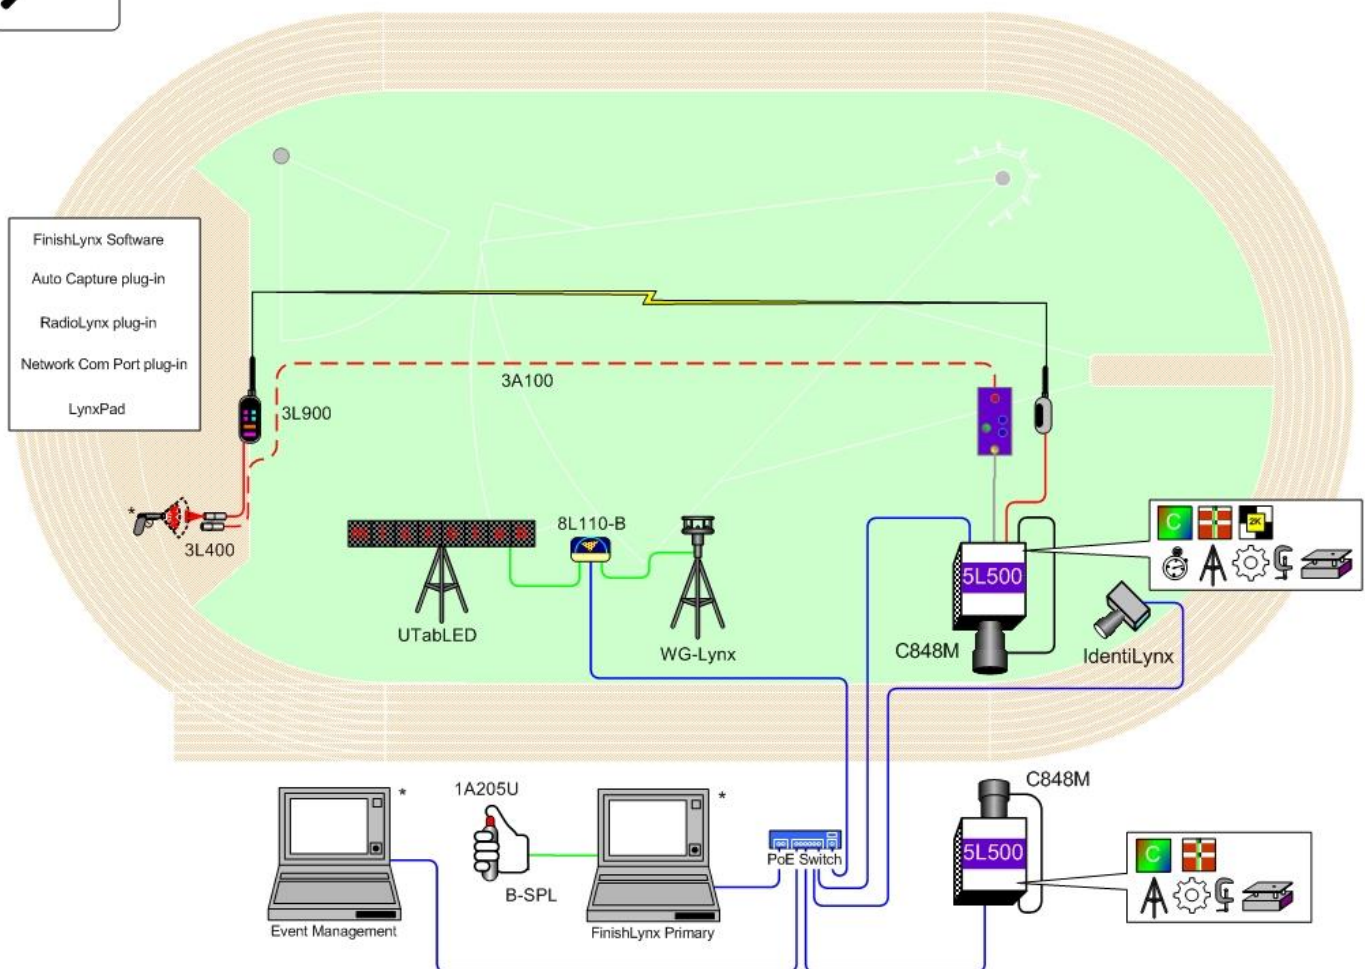 FinishLynx Software
Auto Capture plug-in
RadioLynx plug-in
Network Com Port plug-in
LynxPad
3A100
3L900
*
3L400
8L110-B
UTabLED
WG-Lynx
5L500
C848M
C
2K
IdentiLynx
C848M
*
1A205U
*
PoE Switch
5L500
C
B-SPL
Event Management
FinishLynx Primary